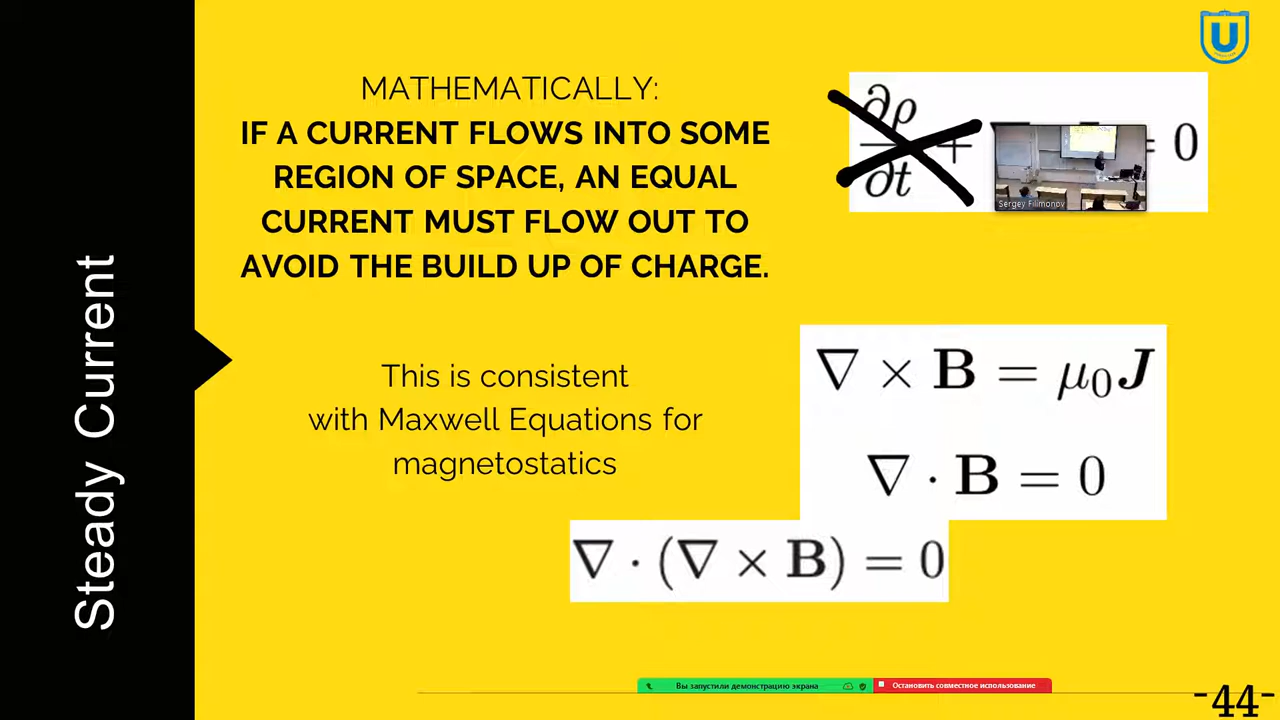 Steady Current
MATHEMATICALLY:
IF A CURRENT FLOWS INTO SOME
REGION OF SPACE, AN EQUAL
CURRENT MUST FLOW OUT TO
AVOID THE BUILD UP OF CHARGE.
∂ρ/∂t + = 0
Sergey Filimonov
This is consistent
with Maxwell Equations for
magnetostatics
∇ × B = μ₀J
∇ · B = 0
∇ · (∇ × B) = 0
Вы запустили демонстрацию экрана
Остановить совместное использование
-44-
U